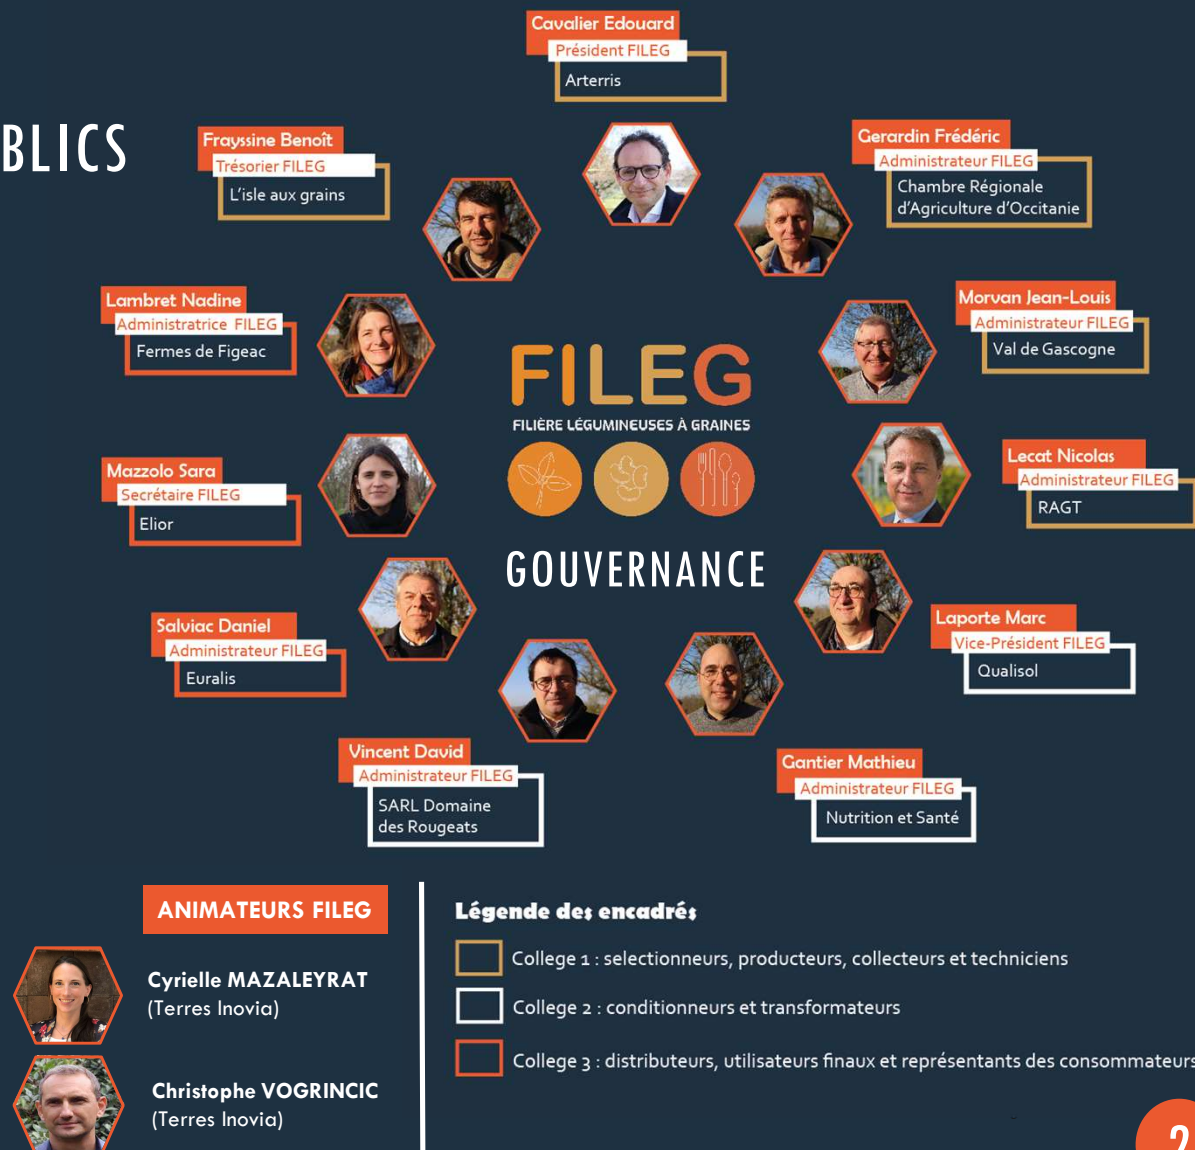 BLICS
Cavalier Edouard
Président FILEG
Arterris
Frayssine Benoît
Trésorier FILEG
L'isle aux grains
Gerardin Frédéric
Administrateur FILEG
Chambre Régionale
d'Agriculture d'Occitanie
Lambret Nadine
Administratrice FILEG
Fermes de Figeac
Morvan Jean-Louis
Administrateur FILEG
Val de Gascogne
FILEG
FILIÈRE LÉGUMINEUSES À GRAINES
GOUVERNANCE
Mazzolo Sara
Secrétaire FILEG
Elior
Lecat Nicolas
Administrateur FILEG
RAGT
Salviac Daniel
Administrateur FILEG
Euralis
Laporte Marc
Vice-Président FILEG
Qualisol
Vincent David
Administrateur FILEG
SARL Domaine
des Rougeats
Gantier Mathieu
Administrateur FILEG
Nutrition et Santé
ANIMATEURS FILEG
Cyrielle MAZALEYRAT
(Terres Inovia)
Christophe VOGRINCIC
(Terres Inovia)
Légende des encadrés
College 1 : selectionneurs, producteurs, collecteurs et techniciens
College 2 : conditionneurs et transformateurs
College 3 : distributeurs, utilisateurs finaux et représentants des consommateurs
2